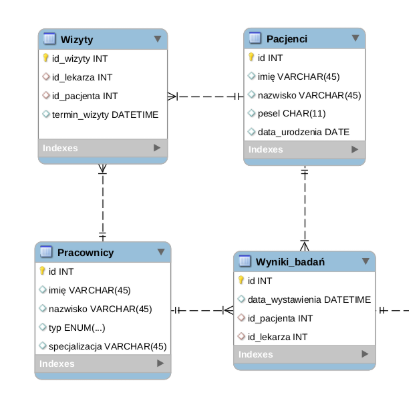 Wizyty
id_wizyty INT
id_lekarza INT
id_pacjenta INT
termin_wizyty DATETIME
Indexes
Pacjenci
id INT
imię VARCHAR(45)
nazwisko VARCHAR(45)
pesel CHAR(11)
data_urodzenia DATE
Indexes
Pracownicy
id INT
imię VARCHAR(45)
nazwisko VARCHAR(45)
typ ENUM(...)
specjalizacja VARCHAR(45)
Indexes
Wyniki_badań
id INT
data_wystawienia DATETIME
id_pacjenta INT
id_lekarza INT
Indexes